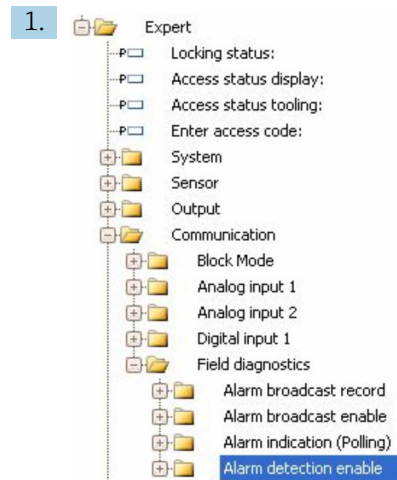 1.
Expert
Locking status:
Access status display:
Access status tooling:
Enter access code:
System
Sensor
Output
Communication
Block Mode
Analog input 1
Analog input 2
Digital input 1
Field diagnostics
Alarm broadcast record
Alarm broadcast enable
Alarm indication (Polling)
Alarm detection enable